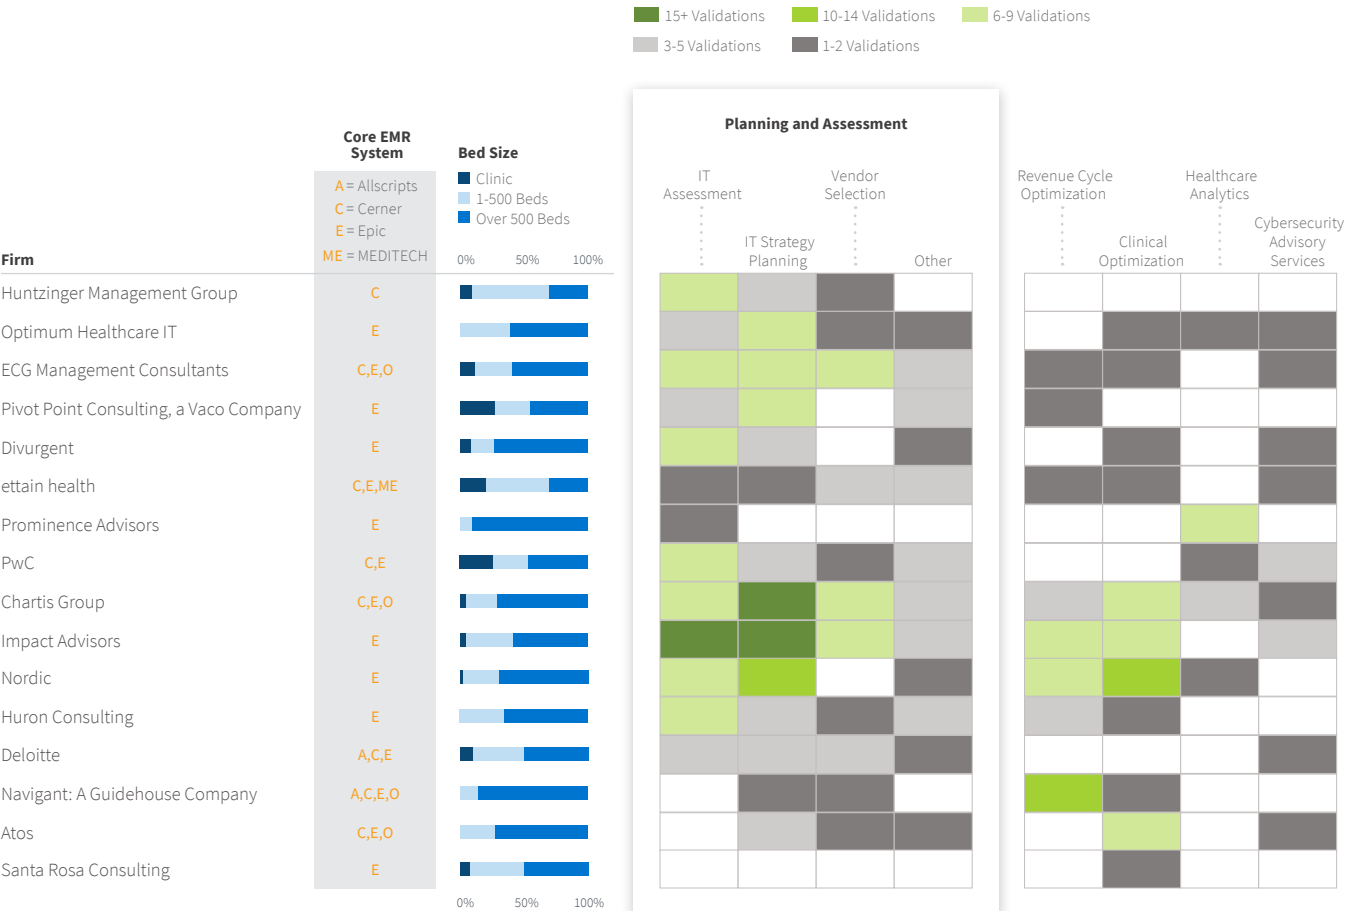 15+ Validations
10-14 Validations
6-9 Validations
3-5 Validations
1-2 Validations
Planning and Assessment
Core EMR
System
Bed Size
A = Allscripts
C = Cerner
E = Epic
ME = MEDITECH
Clinic
1-500 Beds
Over 500 Beds
IT
Assessment
IT Strategy
Planning
Vendor
Selection
Other
Revenue Cycle
Optimization
Clinical
Optimization
Healthcare
Analytics
Cybersecurity
Advisory
Services
Firm
0% 50% 100%
Huntzinger Management Group C
Optimum Healthcare IT E
ECG Management Consultants C,E,O
Pivot Point Consulting, a Vaco Company E
Divurgent E
ettain health C,E,ME
Prominence Advisors E
PwC C,E
Chartis Group C,E,O
Impact Advisors E
Nordic E
Huron Consulting E
Deloitte A,C,E
Navigant: A Guidehouse Company A,C,E,O
Atos C,E,O
Santa Rosa Consulting E
0% 50% 100%